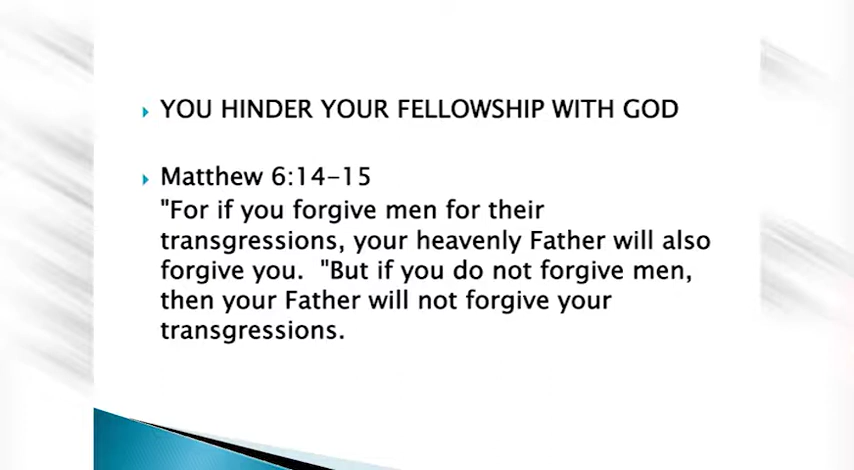 YOU HINDER YOUR FELLOWSHIP WITH GOD
Matthew 6:14-15
"For if you forgive men for their
transgressions, your heavenly Father will also
forgive you.  "But if you do not forgive men,
then your Father will not forgive your
transgressions.